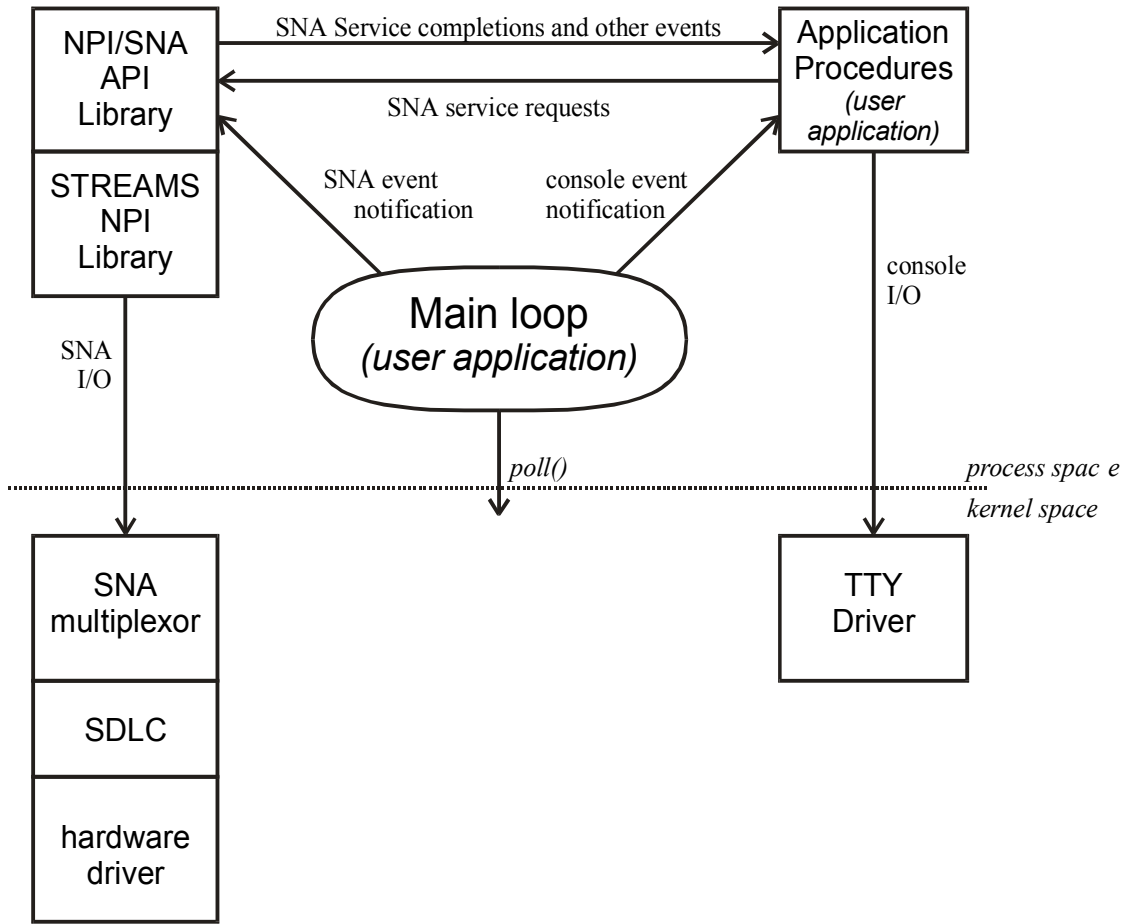 NPI/SNA
API
Library
SNA Service completions and other events
Application
Procedures
(user
application)
SNA service requests
STREAMS
NPI
Library
SNA event
notification
console event
notification
console
I/O
Main loop
(user application)
SNA
I/O
poll()
process spac e
kernel space
SNA
multiplexor
TTY
Driver
SDLC
hardware
driver